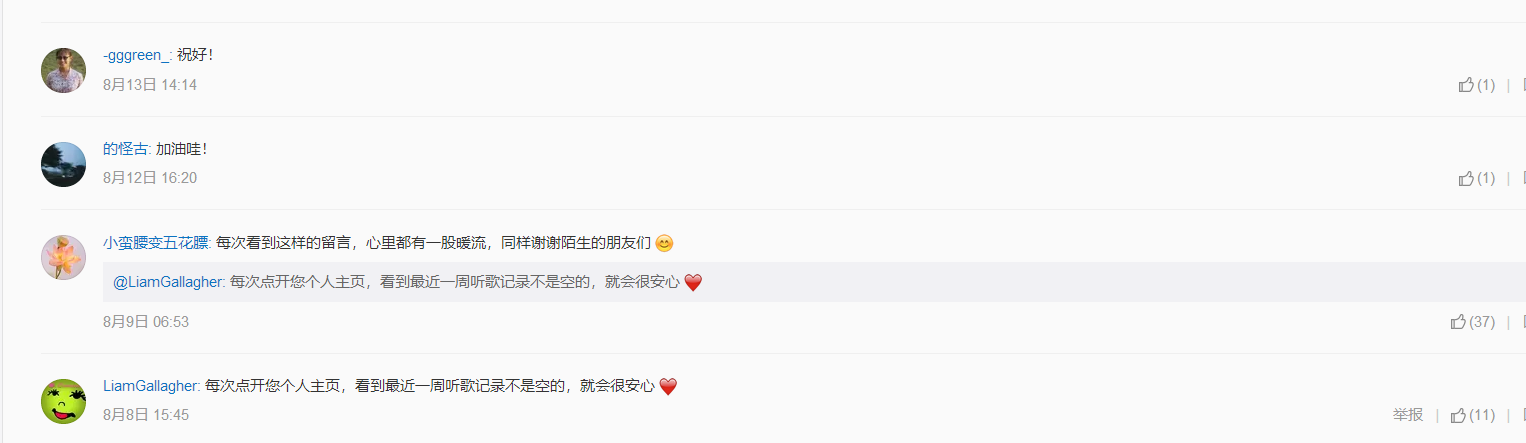 -gggreen_: 祝好！
8月13日 14:14
(1) |
的怪古: 加油哇！
8月12日 16:20
(1) |
小蛮腰变五花膘: 每次看到这样的留言，心里都有一股暖流，同样谢谢陌生的朋友们 😊
@LiamGallagher: 每次点开您个人主页，看到最近一周听歌记录不是空的，就会很安心 ❤️
8月9日 06:53
(37) |
LiamGallagher: 每次点开您个人主页，看到最近一周听歌记录不是空的，就会很安心 ❤️
8月8日 15:45
举报 | (11) |